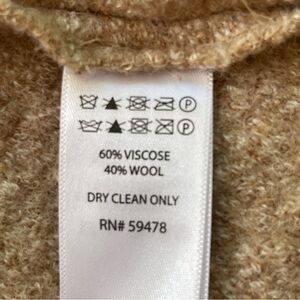 P
P
60% VISCOSE
40% WOOL
DRY CLEAN ONLY
RN# 59478